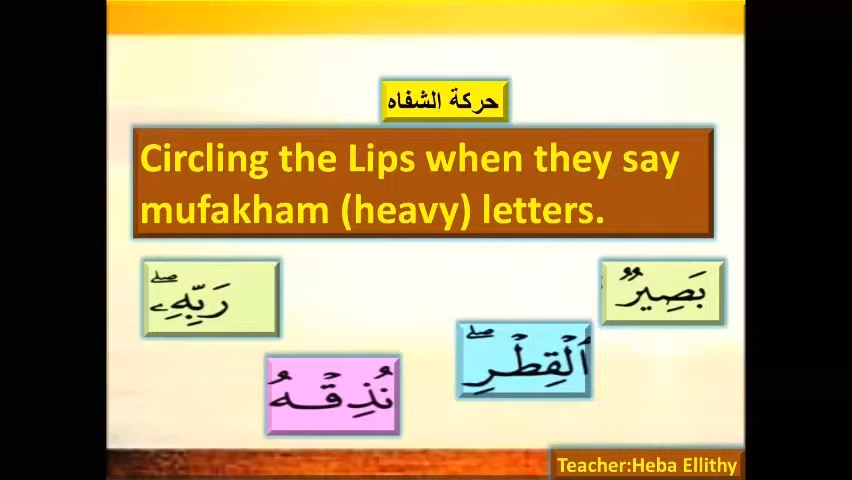 حركة الشفاه
Circling the Lips when they say
mufakham (heavy) letters.
بَصِيرٌ
رَبِّهِۦۖ
ٱلۡقِطۡرِۖ
نُذِقۡهُ
Teacher:Heba Ellithy